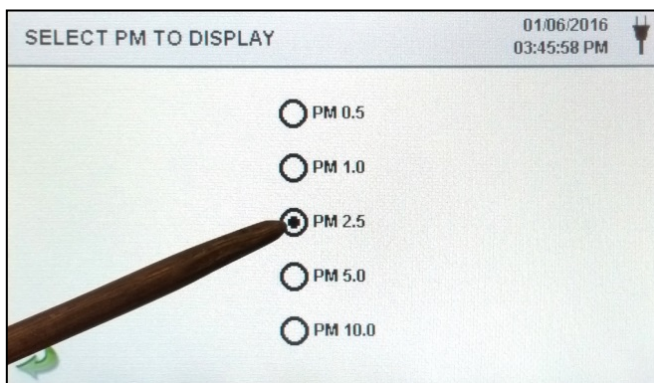 SELECT PM TO DISPLAY
01/06/2016
03:45:58 PM
PM 0.5
PM 1.0
PM 2.5
PM 5.0
PM 10.0